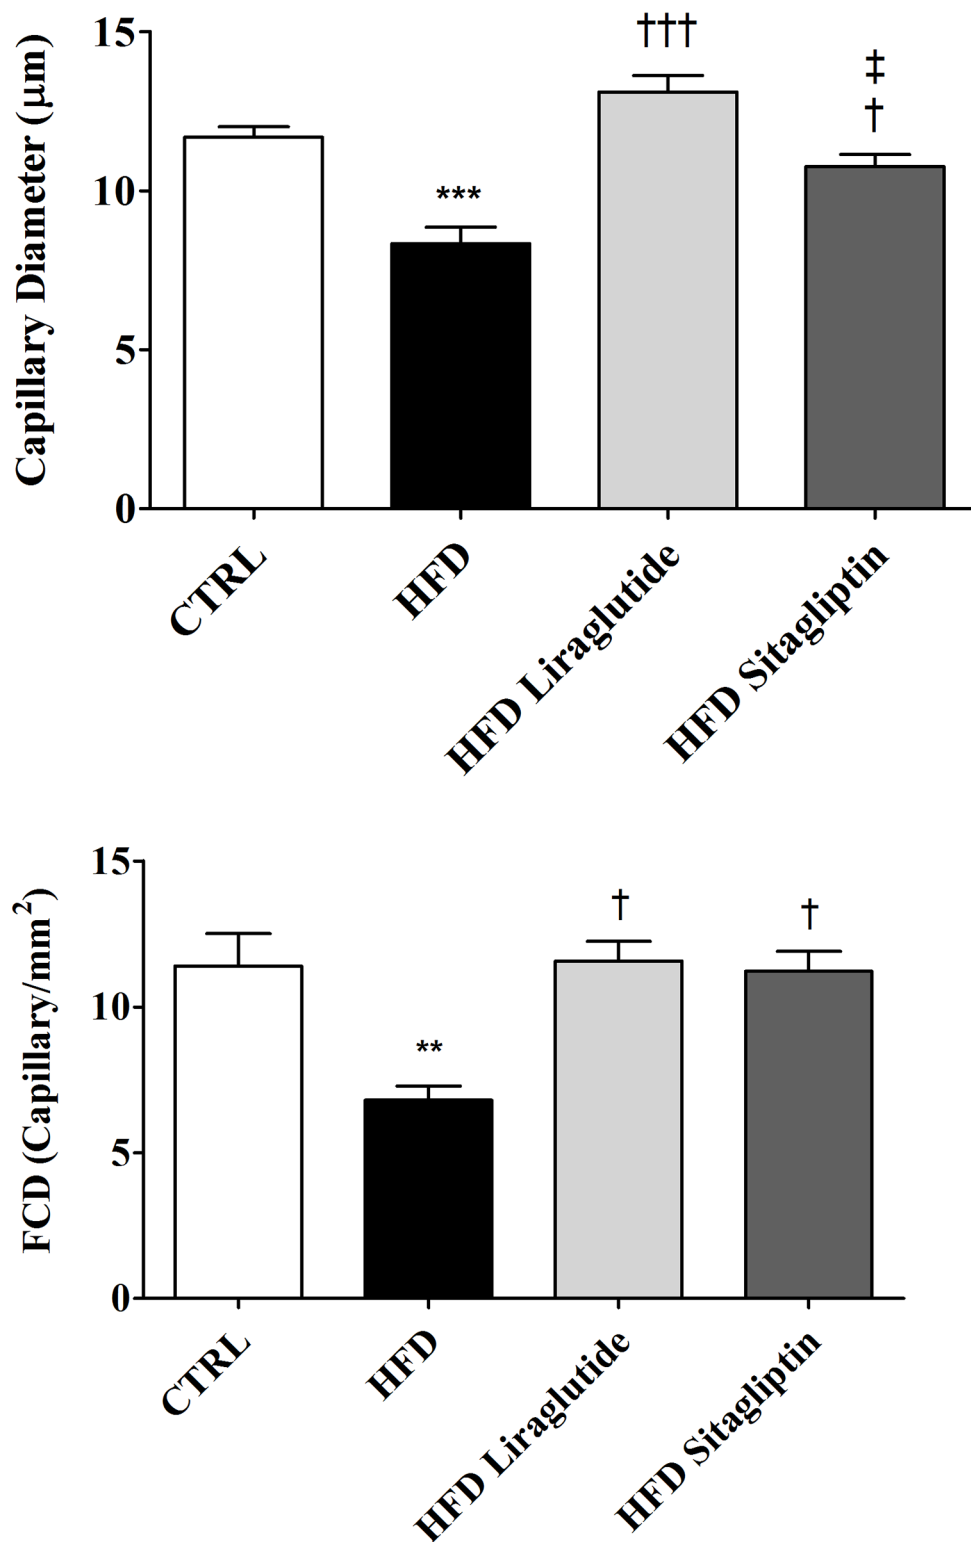 Capillary Diameter (μm)
15
10
5
0
***
†††
‡
†
CTRL
HFD
HFD Liraglutide
HFD Sitagliptin
FCD (Capillary/mm²)
15
10
5
0
**
†
†
CTRL
HFD
HFD Liraglutide
HFD Sitagliptin